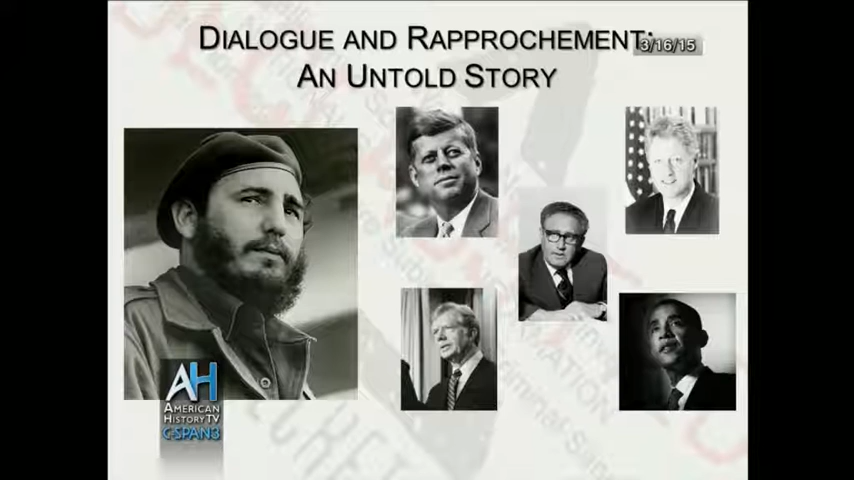 DIALOGUE AND RAPPROCHEMENT:
3/16/15
AN UNTOLD STORY
AH
AMERICAN
HISTORY TV
C-SPAN3